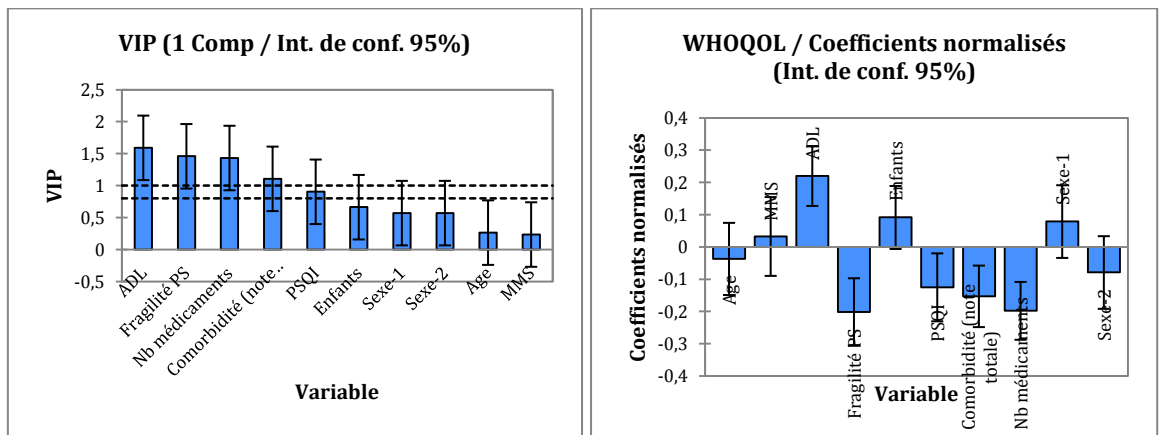 VIP (1 Comp / Int. de conf. 95%)
2,5
2
1,5
1
0,5
0
-0,5
VIP
ADL
Fragilité PS
Nb médicaments
Comorbidité (note..
PSQI
Enfants
Sexe-1
Sexe-2
Age
MMS
Variable
WHOQOL / Coefficients normalisés
(Int. de conf. 95%)
0,4
0,3
0,2
0,1
0
-0,1
-0,2
-0,3
-0,4
Coefficients normalisés
Age
MMS
ADL
Fragilité PS
Enfants
PSQI
Comorbidité (note
totale)
Nb médicaments
Sexe-1
Sexe-2
Variable